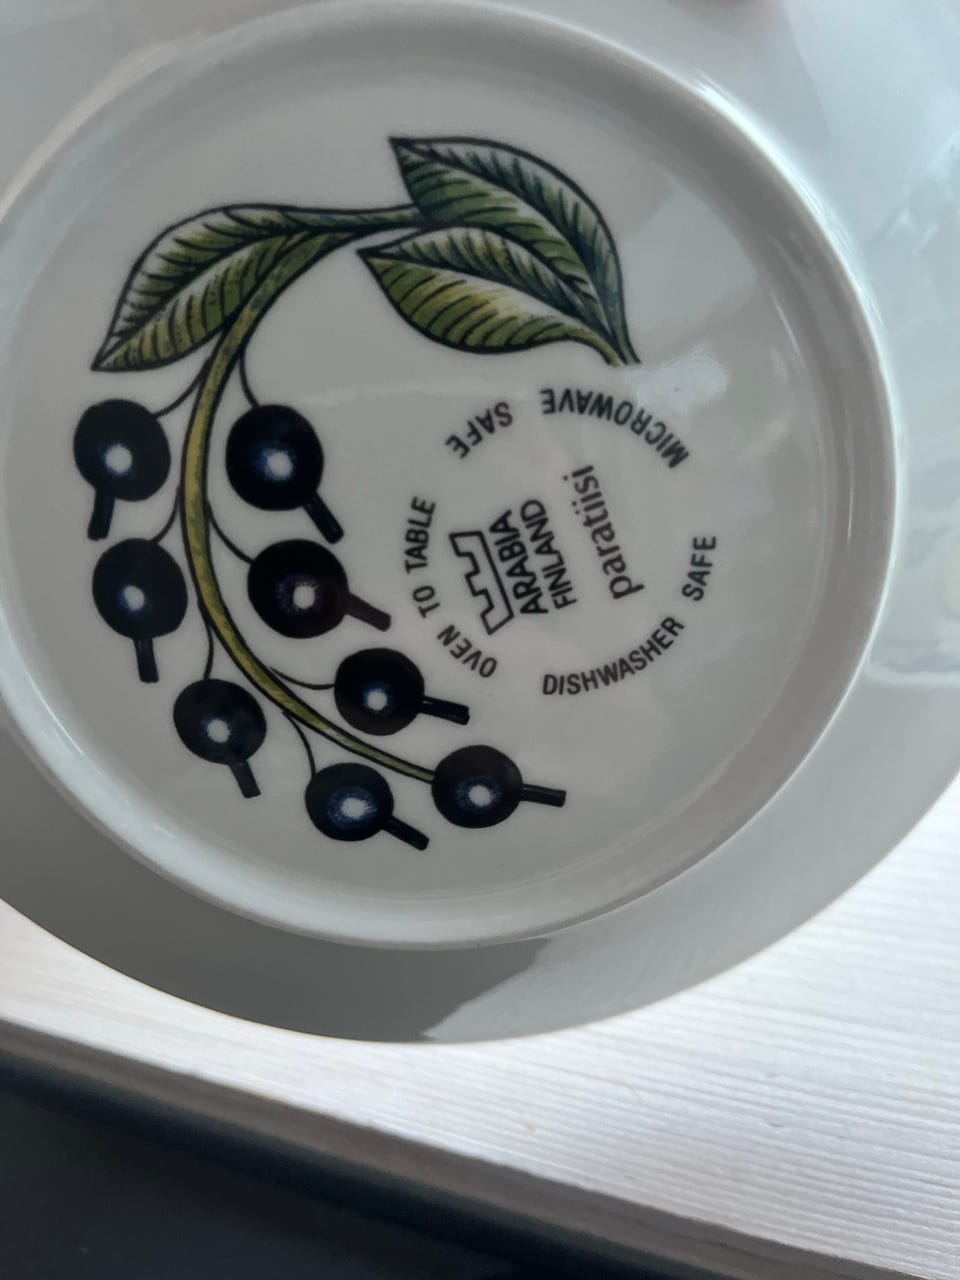 OVEN TO TABLE
MICROWAVE SAFE
ARABIA
FINLAND
paratiisi
DISHWASHER SAFE